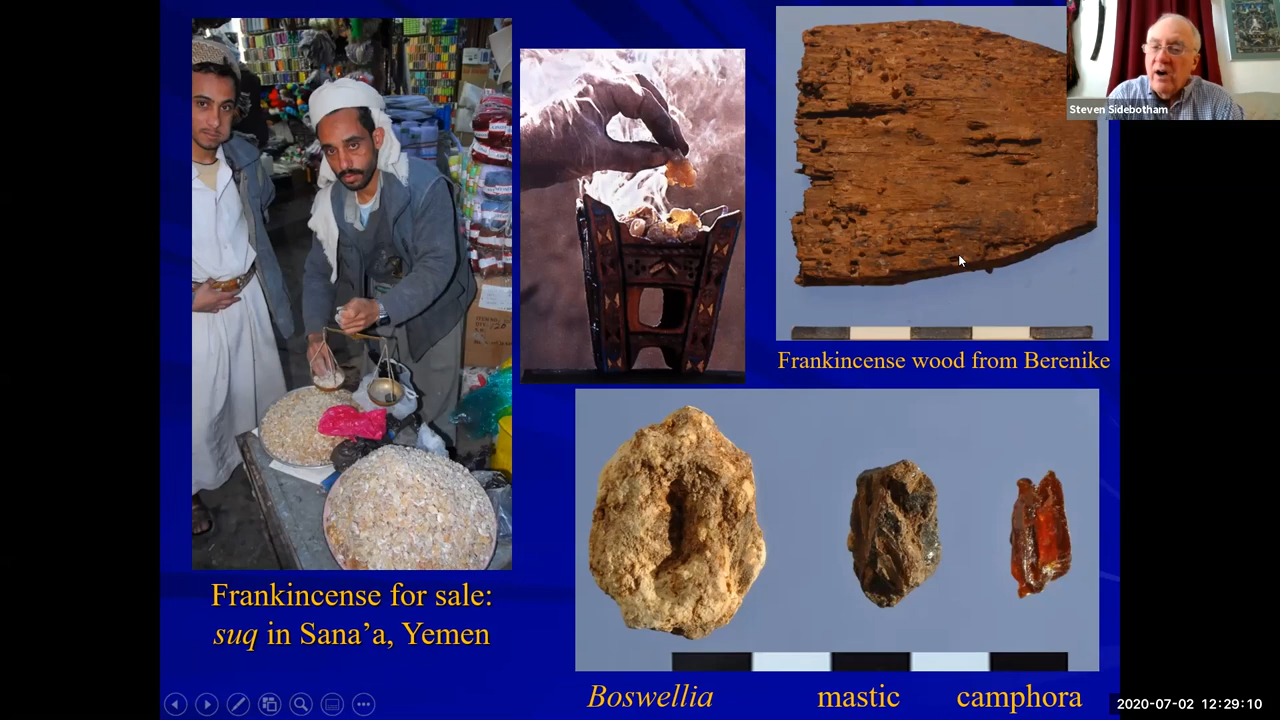 Steven Sidebotham
Frankincense wood from Berenike
Frankincense for sale:
suq in Sana’a, Yemen
Boswellia
mastic
camphora
2020-07-02 12:29:10